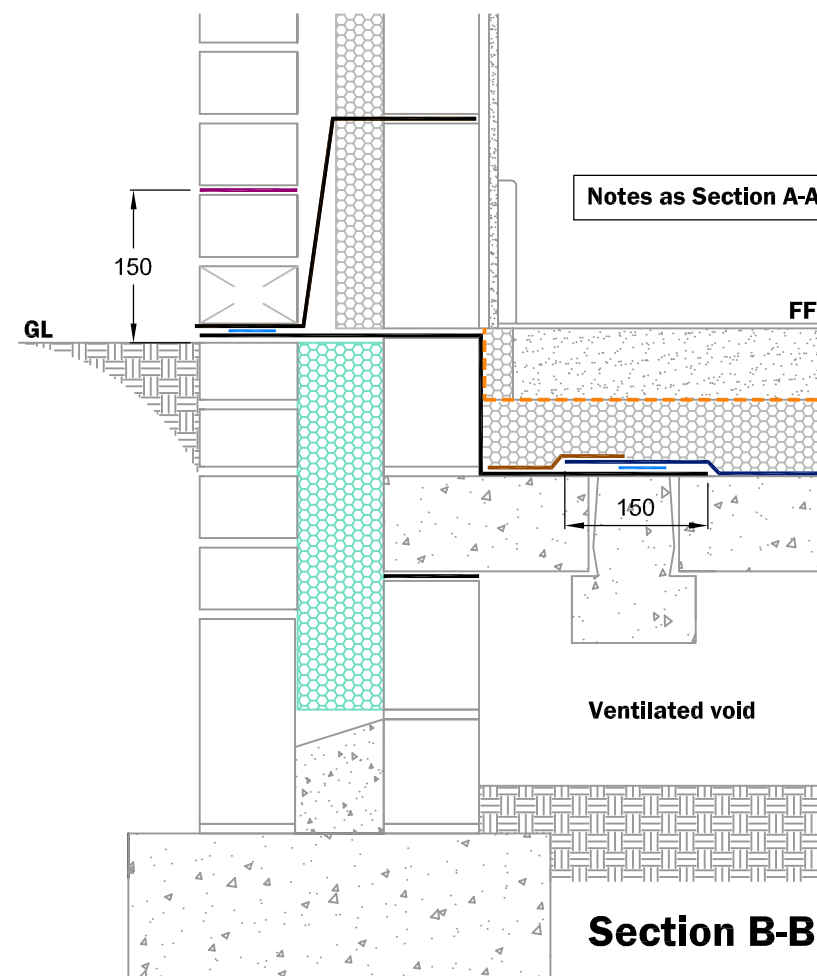 Notes as Section A-A
150
FF
GL
150
Ventilated void
Section B-B